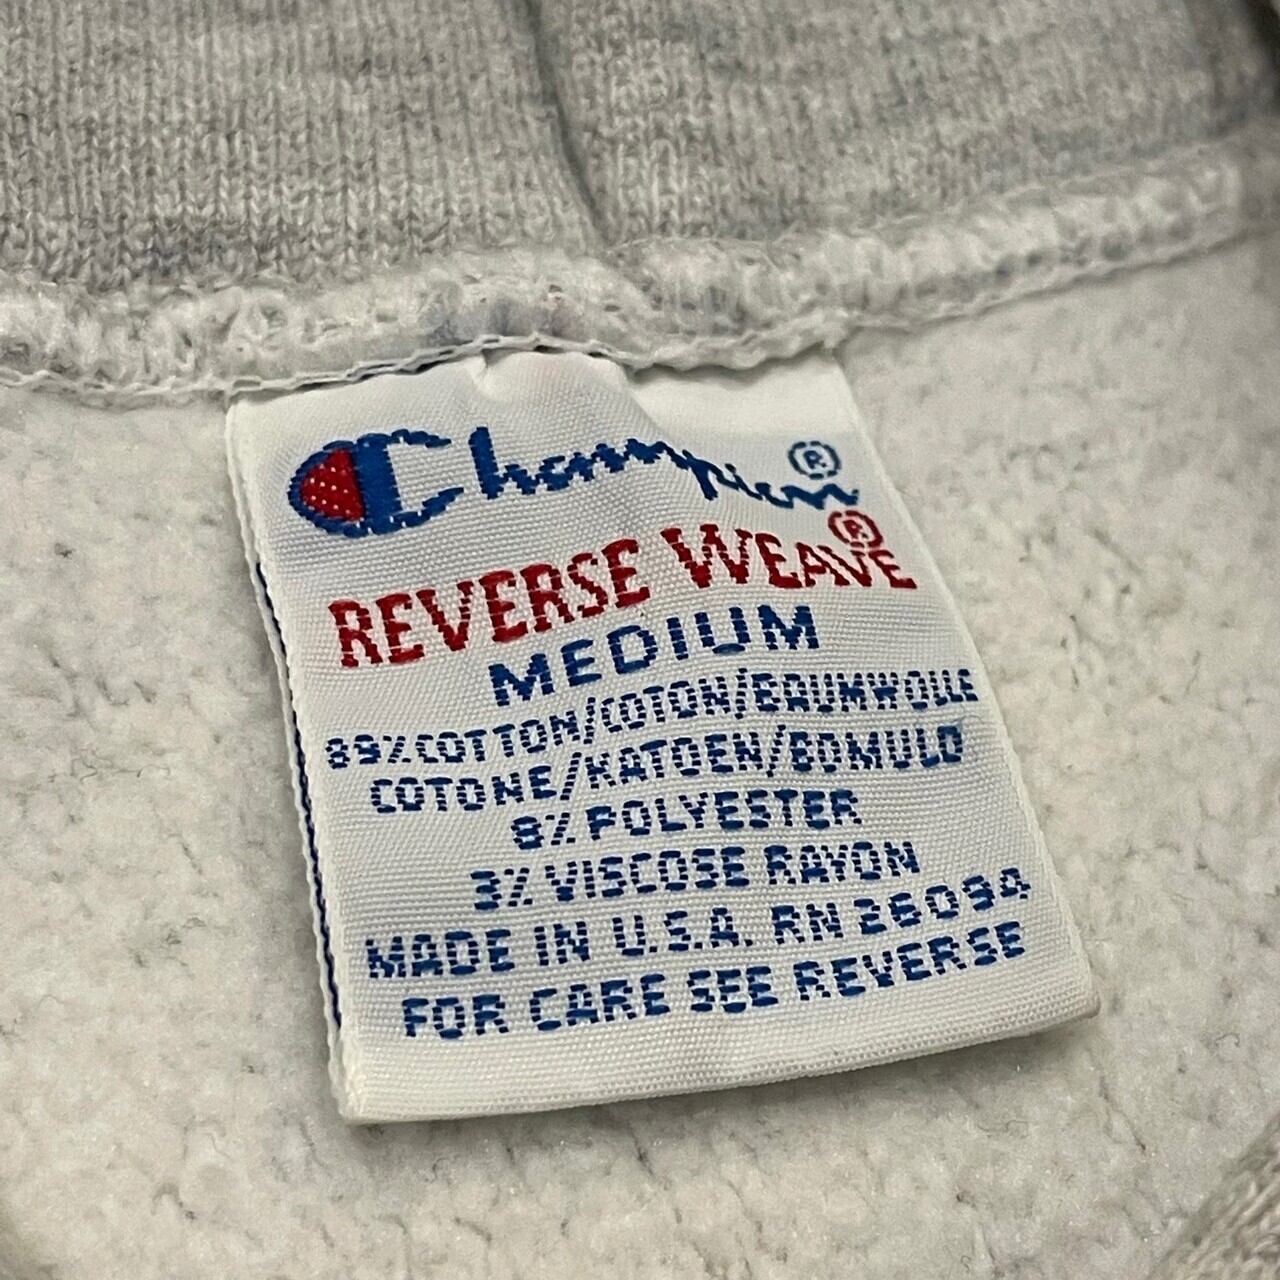 Champion®
REVERSE WEAVE®
MEDIUM
89% COTTON/COTON/BAUMWOLLE
COTONE/KATOEN/BOMULD
8% POLYESTER
3% VISCOSE RAYON
MADE IN U.S.A. RN 26094
FOR CARE SEE REVERSE